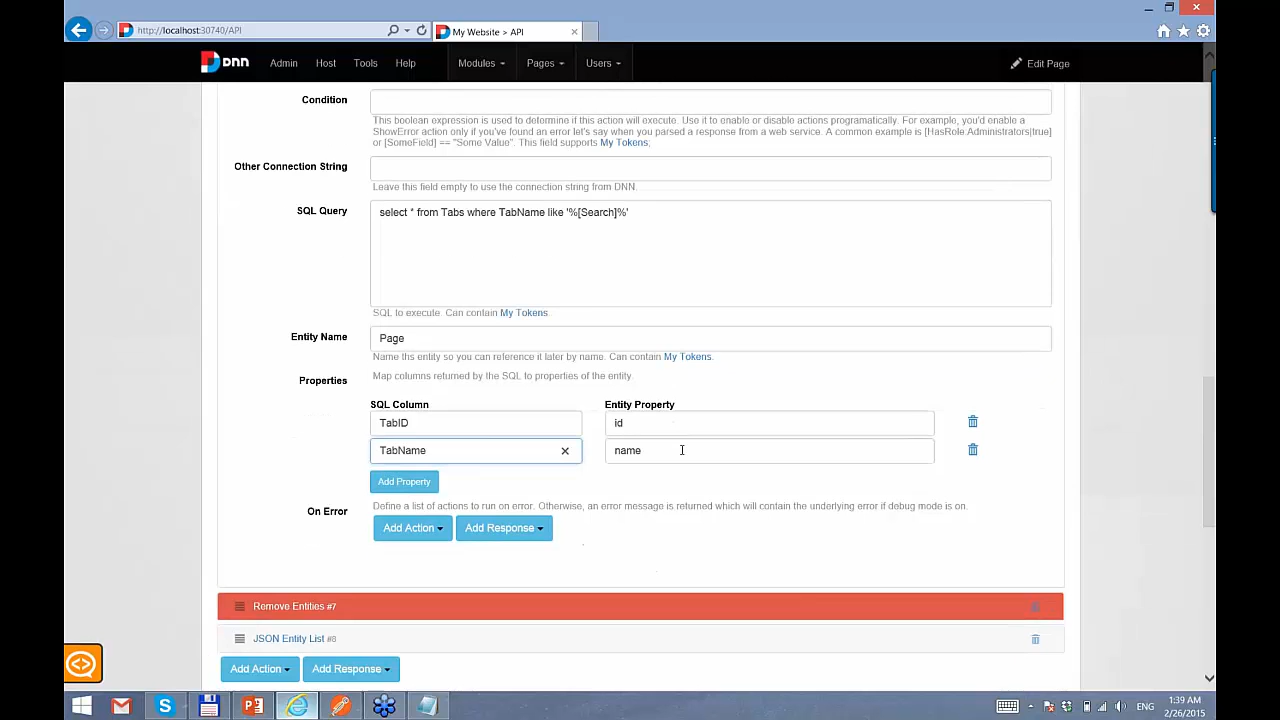 http://localhost:30740/API
My Website > API
DNN
Admin
Host
Tools
Help
Modules
Pages
Users
Edit Page
Condition
This boolean expression is used to determine if this action will execute. Use it to enable or disable actions programatically. For example, you'd enable a
ShowError action only if you've found an error let's say when you parsed a response from a web service. A common example is [HasRole:Administrators|true]
or [SomeField] == "Some Value". This field supports My Tokens;
Other Connection String
Leave this field empty to use the connection string from DNN.
SQL Query
select * from Tabs where TabName like '%[Search]%'
SQL to execute. Can contain My Tokens.
Entity Name
Page
Name ths entity so you can reference it later by name. Can contain My Tokens.
Properties
Map columns returned by the SQL to properties of the entity.
SQL Column
Entity Property
TabID
id
TabName
name
Add Property
On Error
Define a list of actions to run on error. Otherwise, an error message is returned which will contain the underlying error if debug mode is on.
Add Action
Add Response
Remove Entities #7
JSON Entity List #8
Add Action
Add Response
ENG
1:39 AM
2/26/2015